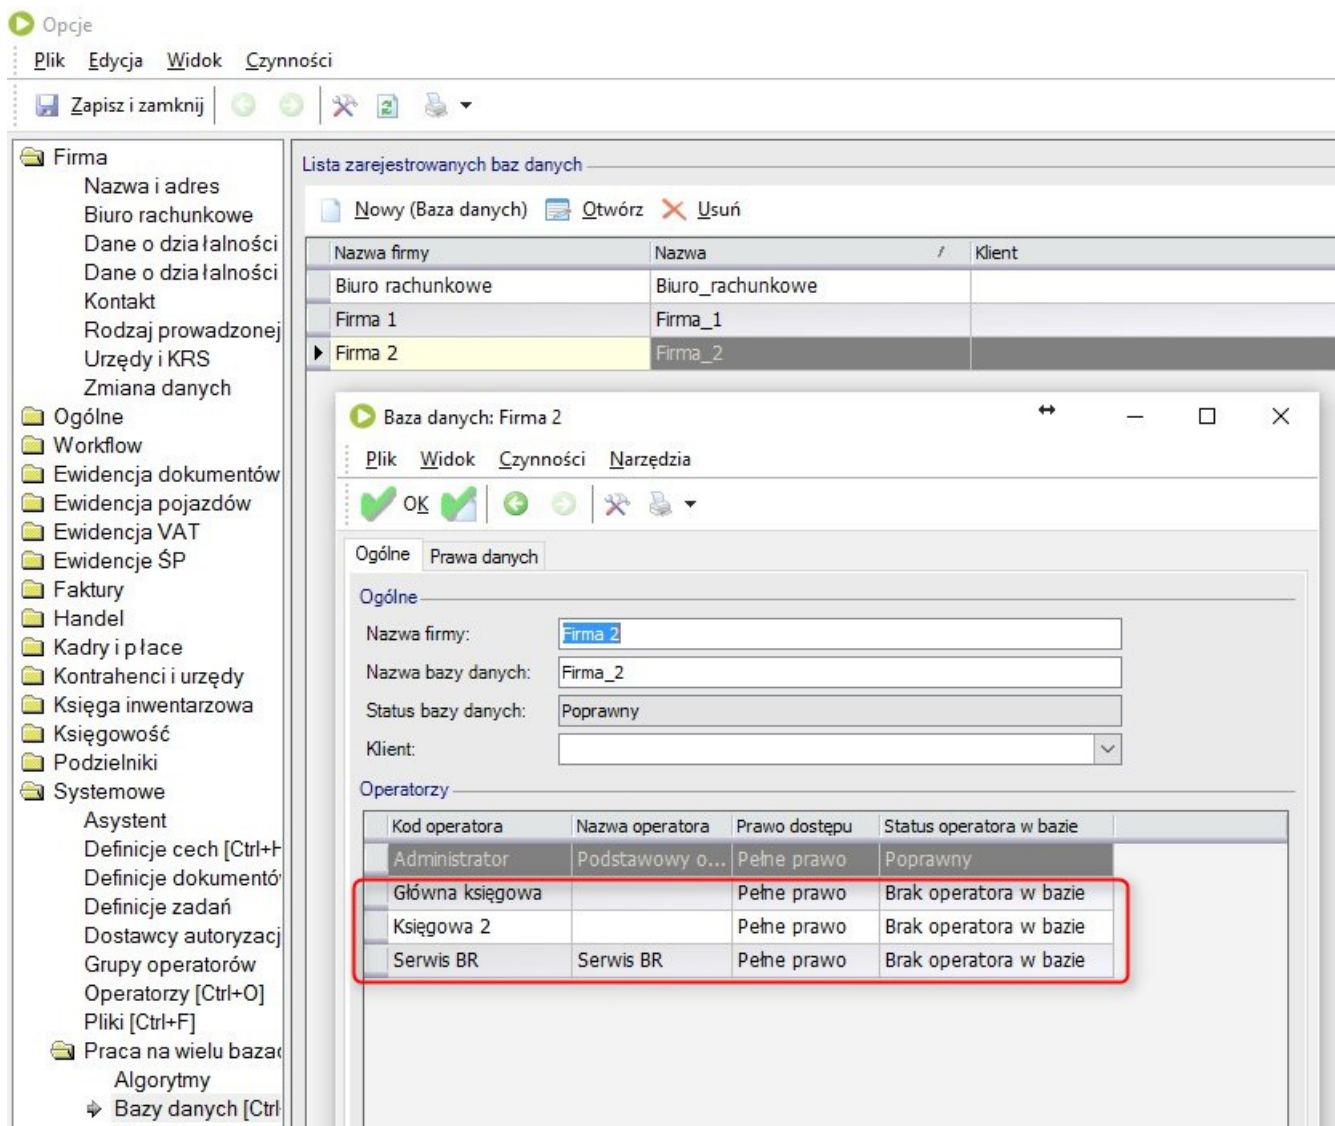 Opcje
Plik Edycja Widok Czynności
Zapisz i zamknij
Firma
Nazwa i adres
Biuro rachunkowe
Dane o działalności
Dane o działalności
Kontakt
Rodzaj prowadzonej
Urzędy i KRS
Zmiana danych
Ogólne
Workflow
Ewidencja dokumentów
Ewidencja pojazdów
Ewidencja VAT
Ewidencje ŚP
Faktury
Handel
Kadry i płace
Kontrahenci i urzędy
Księga inwentarzowa
Księgowość
Podzielniki
Systemowe
Asystent
Definicje cech [Ctrl+H
Definicje dokumentó
Definicje zadań
Dostawcy autoryzacj
Grupy operatorów
Operatorzy [Ctrl+O]
Pliki [Ctrl+F]
Praca na wielu bazac
Algorytmy
Bazy danych [Ctrl
Lista zarejestrowanych baz danych
Nowy (Baza danych) Otwórz Usuń
Nazwa firmy Nazwa / Klient
Biuro rachunkowe Biuro_rachunkowe
Firma 1 Firma_1
Firma 2 Firma_2
Baza danych: Firma 2
Plik Widok Czynności Narzędzia
OK
Ogólne Prawa danych
Ogólne
Nazwa firmy: Firma 2
Nazwa bazy danych: Firma_2
Status bazy danych: Poprawny
Klient:
Operatorzy
Kod operatora Nazwa operatora Prawo dostępu Status operatora w bazie
Administrator Podstawowy o... Pełne prawo Poprawny
Główna księgowa Pełne prawo Brak operatora w bazie
Księgowa 2 Pełne prawo Brak operatora w bazie
Serwis BR Serwis BR Pełne prawo Brak operatora w bazie